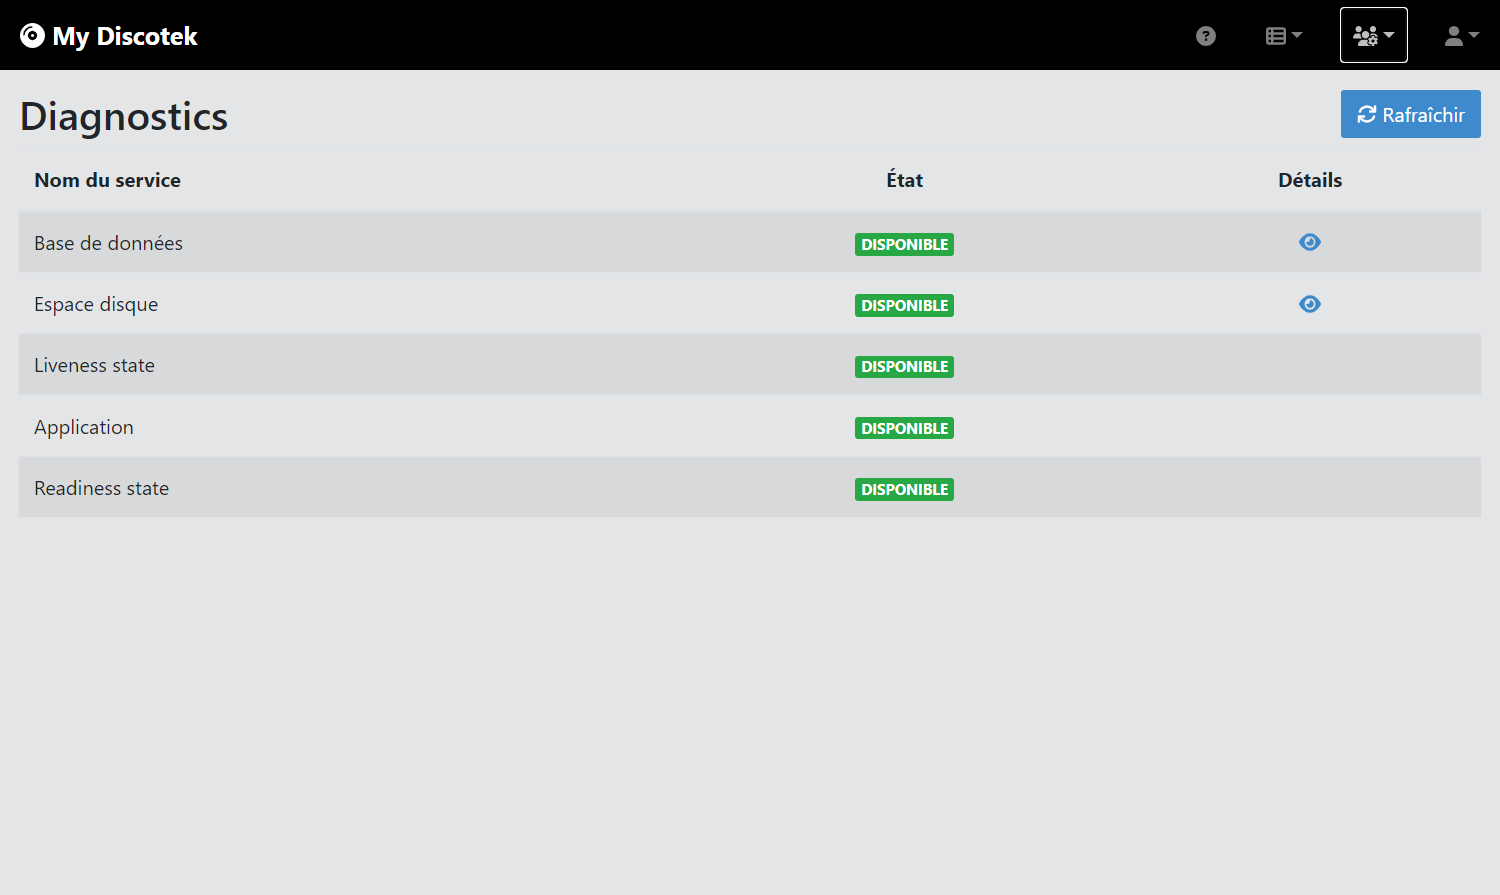 My Discotek
Diagnostics
Rafraîchir
Nom du service État Détails
Base de données DISPONIBLE
Espace disque DISPONIBLE
Liveness state DISPONIBLE
Application DISPONIBLE
Readiness state DISPONIBLE